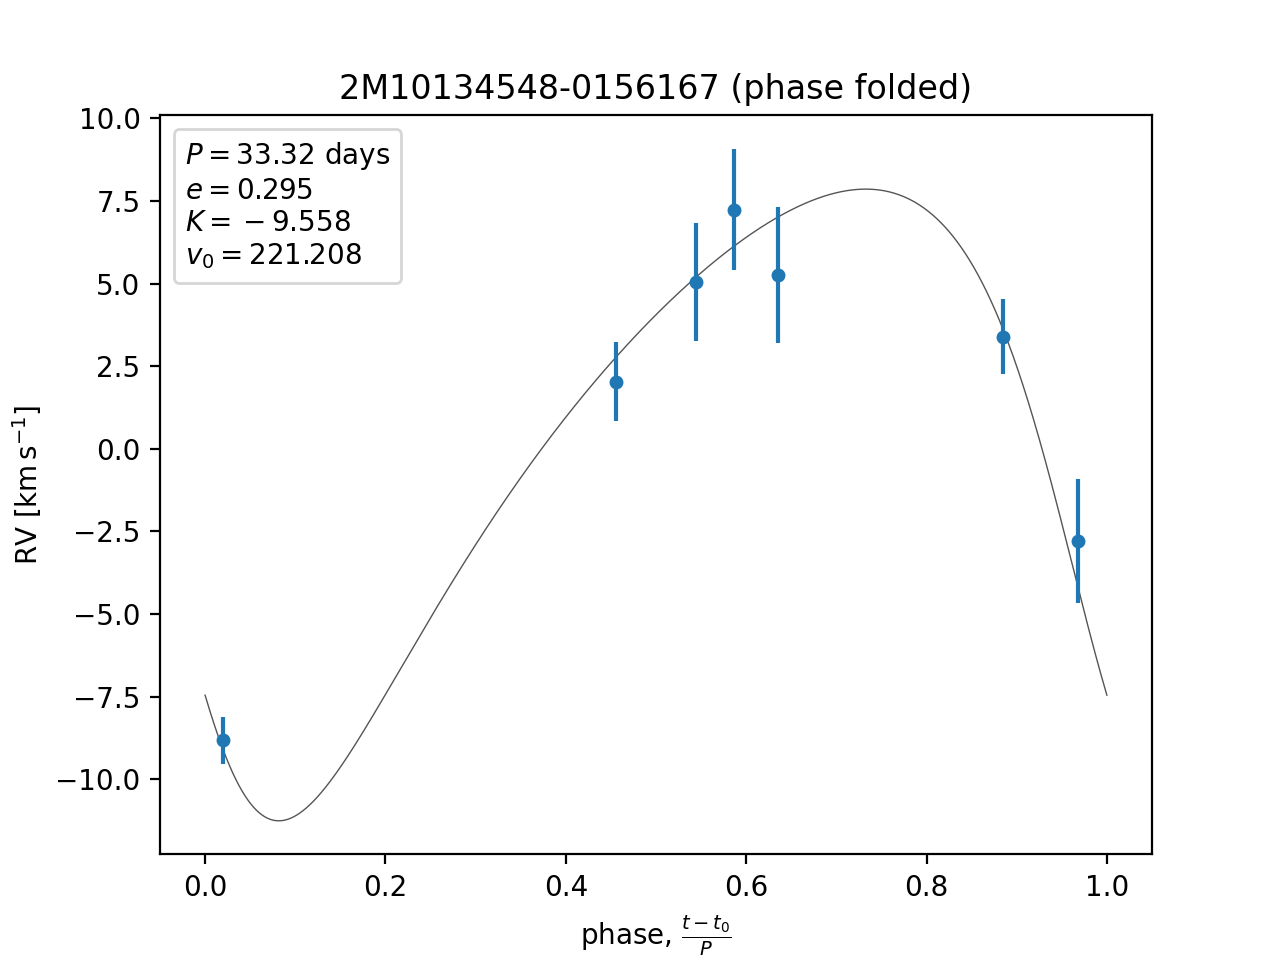 2M10134548-0156167 (phase folded)
P = 33.32 days
e = 0.295
K = −9.558
v₀ = 221.208
10.0
7.5
5.0
2.5
0.0
−2.5
−5.0
−7.5
−10.0
RV [km s⁻¹]
0.0 0.2 0.4 0.6 0.8 1.0
phase, (t − t₀)/P